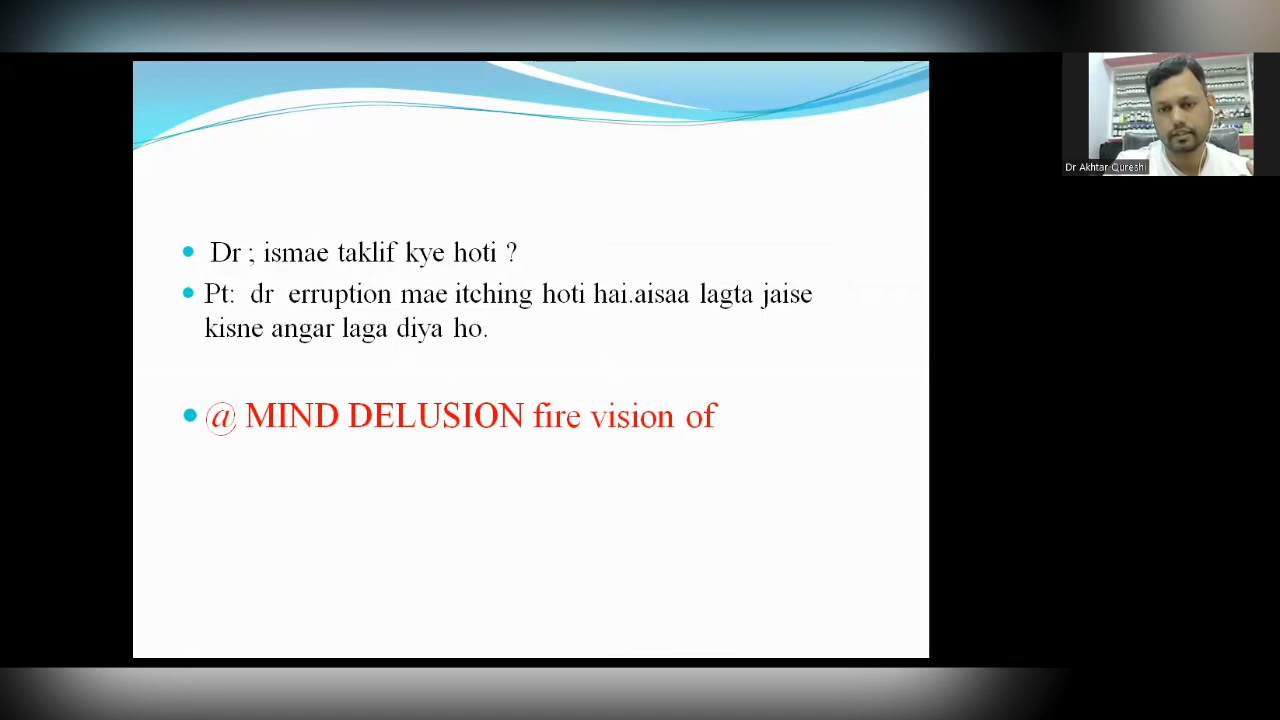 Dr Akhtar Qureshi
Dr ; ismae taklif kye hoti ?
Pt: dr erruption mae itching hoti hai.aisaa lagta jaise
kisne angar laga diya ho.
@ MIND DELUSION fire vision of